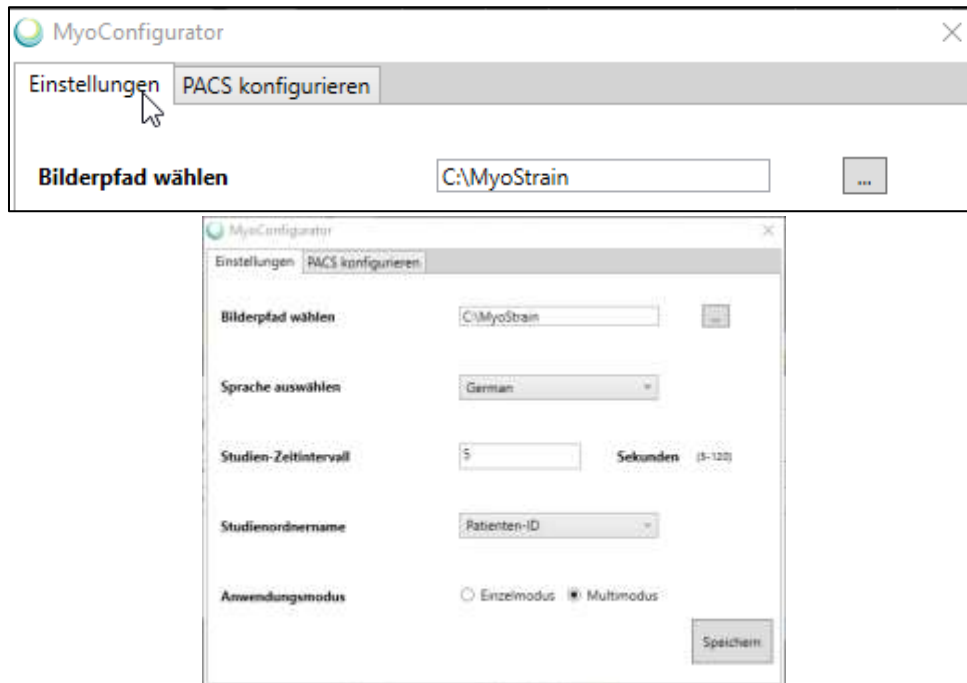 MyoConfigurator
Einstellungen PACS konfigurieren
Bilderpfad wählen C:\MyoStrain ...
MyoConfigurator
Einstellungen PACS konfigurieren
Bilderpfad wählen C:\MyoStrain ...
Sprache auswählen German
Studien-Zeitintervall 5 Sekunden (5-120)
Studienordnername Patienten-ID
Anwendungsmodus Einzelmodus Multimodus
Speichern